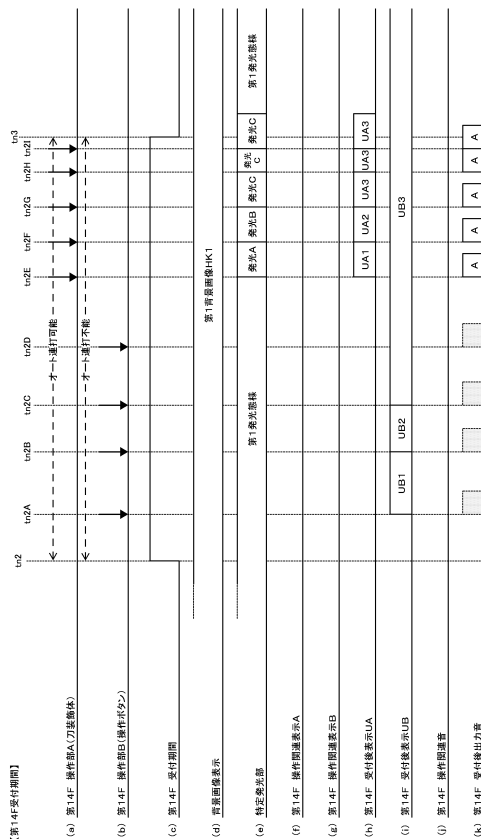 【第14F受付期間】
tn2
tn2A
tn2B
tn2C
tn2D
tn2E
tn2F
tn2G
tn2H
tn2I
tn3
(a) 第14F 操作部A(刀装飾体)
オート連打可能
(b) 第14F 操作部B(操作ボタン)
オート連打不能
(c) 第14F 受付期間
(d) 背景画像表示
第1背景画像HK1
(e) 特定発光部
第1発光態様
発光A
発光B
発光C
発光C
発光C
第1発光態様
(f) 第14F 操作関連表示A
(g) 第14F 操作関連表示B
(h) 第14F 受付後表示UA
UA1
UA2
UA3
UA3
UA3
(i) 第14F 受付後表示UB
UB1
UB2
UB3
(j) 第14F 操作関連音
(k) 第14F 受付後出力音
A
A
A
A
A